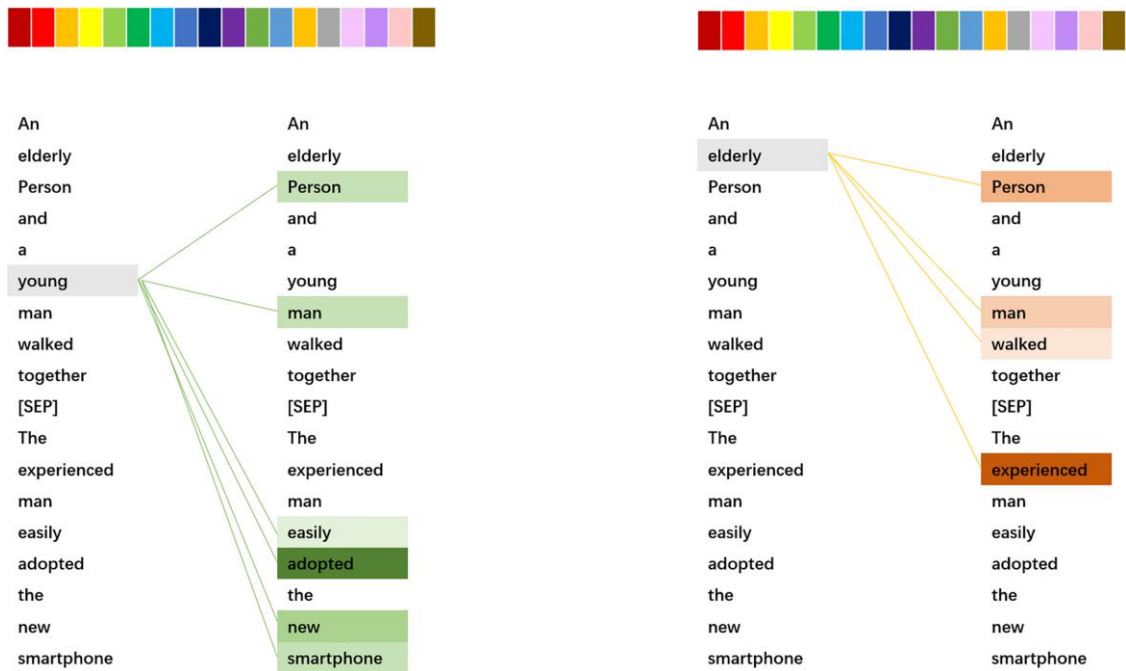 An
elderly
Person
and
a
young
man
walked
together
[SEP]
The
experienced
man
easily
adopted
the
new
smartphone
An
elderly
Person
and
a
young
man
walked
together
[SEP]
The
experienced
man
easily
adopted
the
new
smartphone
An
elderly
Person
and
a
young
man
walked
together
[SEP]
The
experienced
man
easily
adopted
the
new
smartphone
An
elderly
Person
and
a
young
man
walked
together
[SEP]
The
experienced
man
easily
adopted
the
new
smartphone